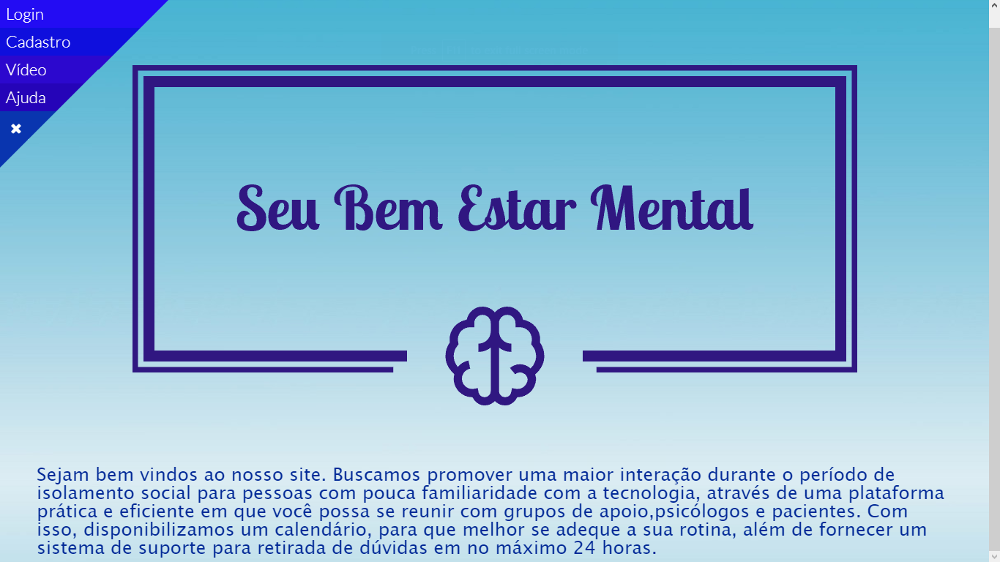 Login
Cadastro
Vídeo
Ajuda
Seu Bem Estar Mental
Sejam bem vindos ao nosso site. Buscamos promover uma maior interação durante o período de
isolamento social para pessoas com pouca familiaridade com a tecnologia, através de uma plataforma
prática e eficiente em que você possa se reunir com grupos de apoio,psicólogos e pacientes. Com
isso, disponibilizamos um calendário, para que melhor se adeque a sua rotina, além de fornecer um
sistema de suporte para retirada de dúvidas em no máximo 24 horas.